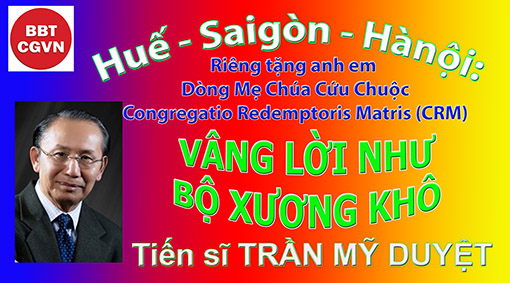 BBT
CGVN
Huế - Saigòn - Hànội:
Riêng tặng anh em
Dòng Mẹ Chúa Cứu Chuộc
Congregatio Redemptoris Matris (CRM)
VÂNG LỜI NHƯ
BỘ XƯƠNG KHÔ
Tiến sĩ TRẦN MỸ DUYỆT